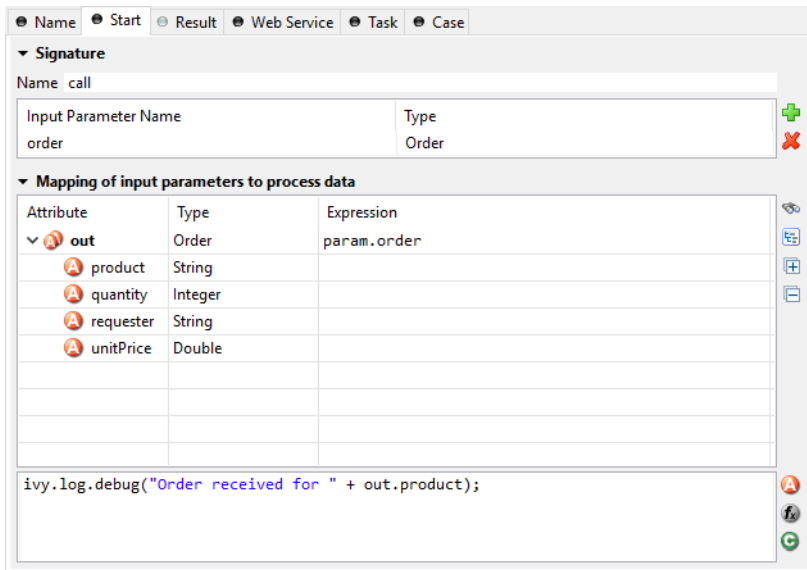 Name Start Result Web Service Task Case
Signature
Name call
Input Parameter Name Type
order Order
Mapping of input parameters to process data
Attribute Type Expression
A out Order param.order
A product String
A quantity Integer
A requester String
A unitPrice Double
ivy.log.debug("Order received for " + out.product);
A
fx
C